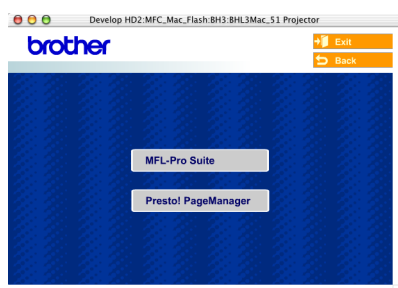 Develop HD2:MFC_Mac_Flash:BH3:BHL3Mac_51 Projector
brother
Exit
Back
MFL-Pro Suite
Presto! PageManager